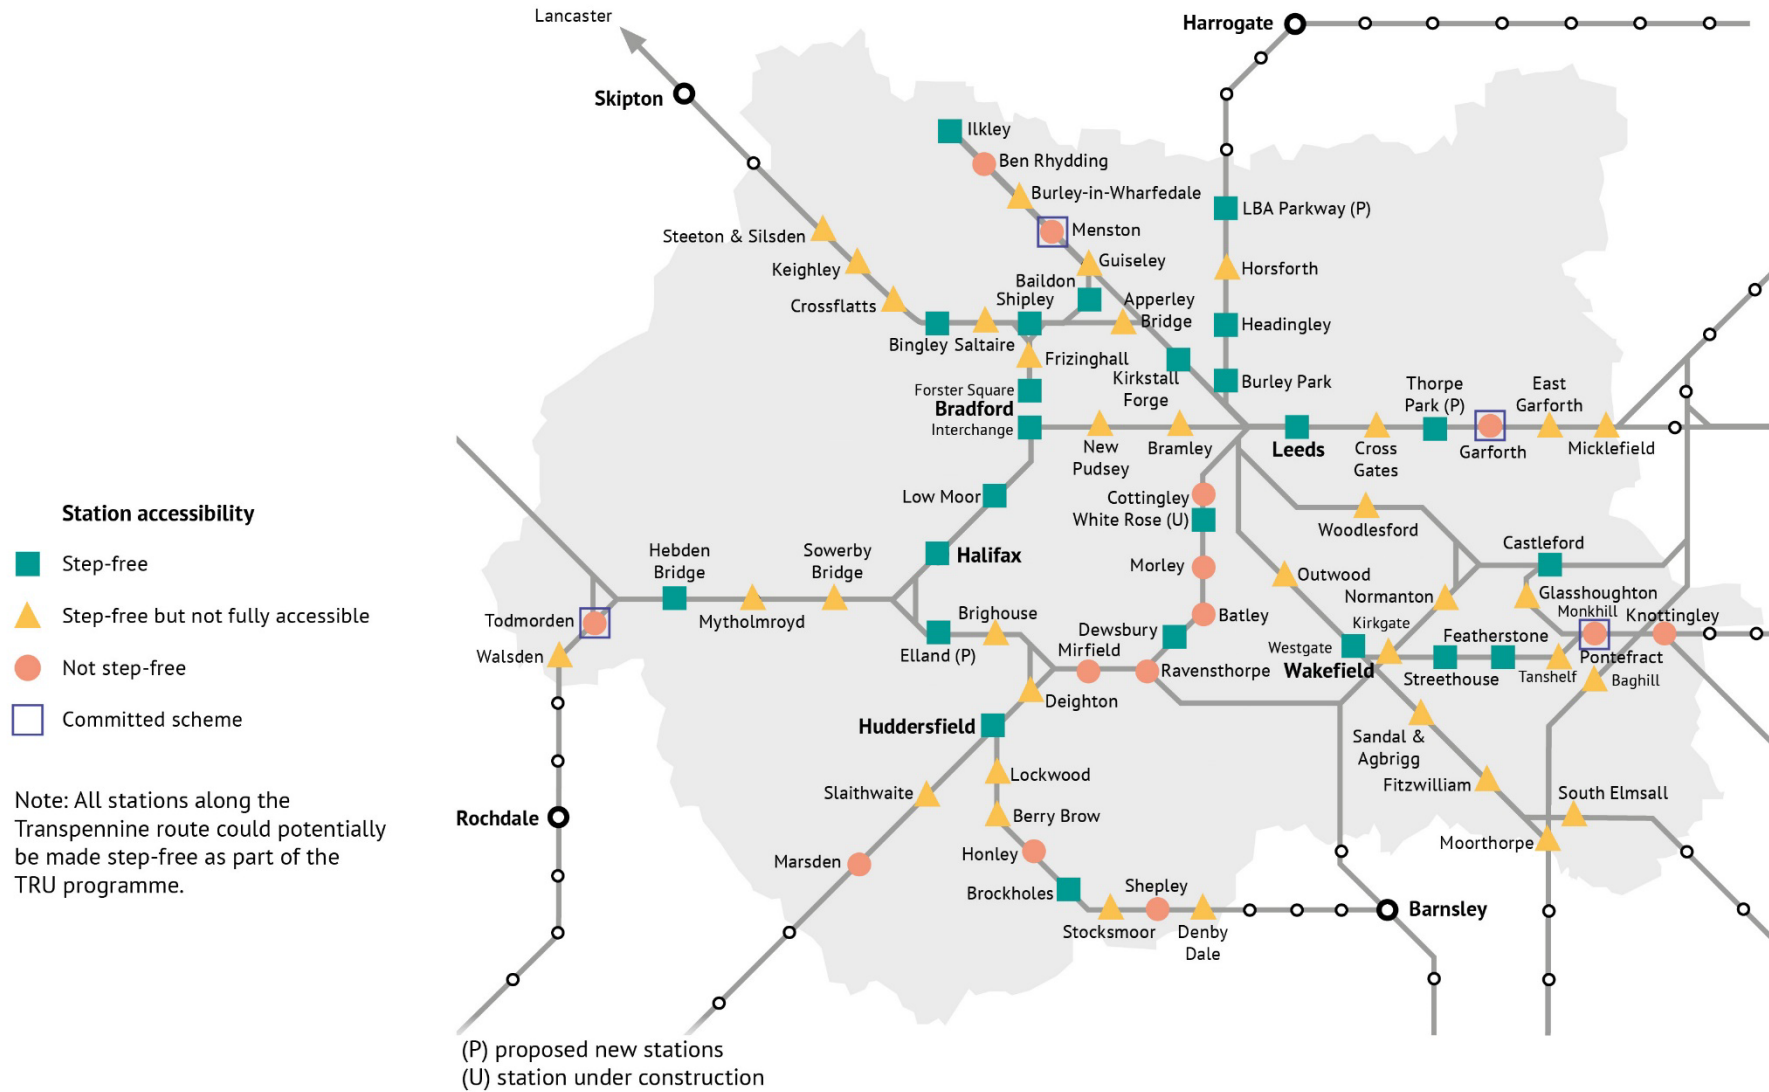 Lancaster
Harrogate
Skipton
Ilkley
Ben Rhydding
Burley-in-Wharfedale
LBA Parkway (P)
Menston
Steeton & Silsden
Guiseley
Keighley
Horsforth
Baildon
Crossflatts
Shipley
Apperley
Bridge
Headingley
Bingley
Saltaire
Frizinghall
Kirkstall
Forge
Forster Square
Burley Park
Bradford
Interchange
Thorpe
Park (P)
East
Garforth
New
Pudsey
Bramley
Leeds
Cross
Gates
Garforth
Micklefield
Low Moor
Cottingley
White Rose (U)
Woodlesford
Station accessibility
Step-free
Step-free but not fully accessible
Not step-free
Committed scheme
Hebden
Bridge
Sowerby
Bridge
Halifax
Morley
Castleford
Outwood
Normanton
Glasshoughton
Todmorden
Mytholmroyd
Brighouse
Batley
Monkhill
Knottingley
Kirkgate
Dewsbury
Featherstone
Walsden
Elland (P)
Mirfield
Westgate
Wakefield
Ravensthorpe
Streethouse
Tanshelf
Pontefract
Baghill
Deighton
Huddersfield
Sandal &
Agbrigg
Lockwood
Fitzwilliam
Slaithwaite
South Elmsall
Berry Brow
Rochdale
Moorthorpe
Honley
Marsden
Brockholes
Shepley
Stocksmoor
Denby
Dale
Barnsley
Note: All stations along the
Transpennine route could potentially
be made step-free as part of the
TRU programme.
(P) proposed new stations
(U) station under construction